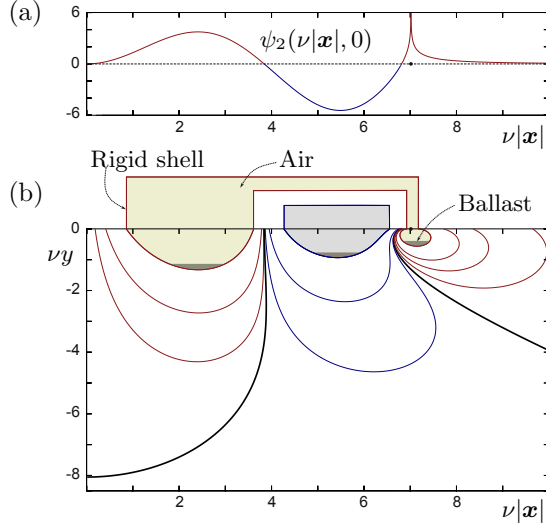 (a)
6
ψ₂(ν|𝒙|, 0)
0
-6
2
4
6
8
ν|𝒙|
Rigid shell
Air
(b)
Ballast
0
νy
-2
-4
-6
-8
0
2
4
6
8
ν|𝒙|